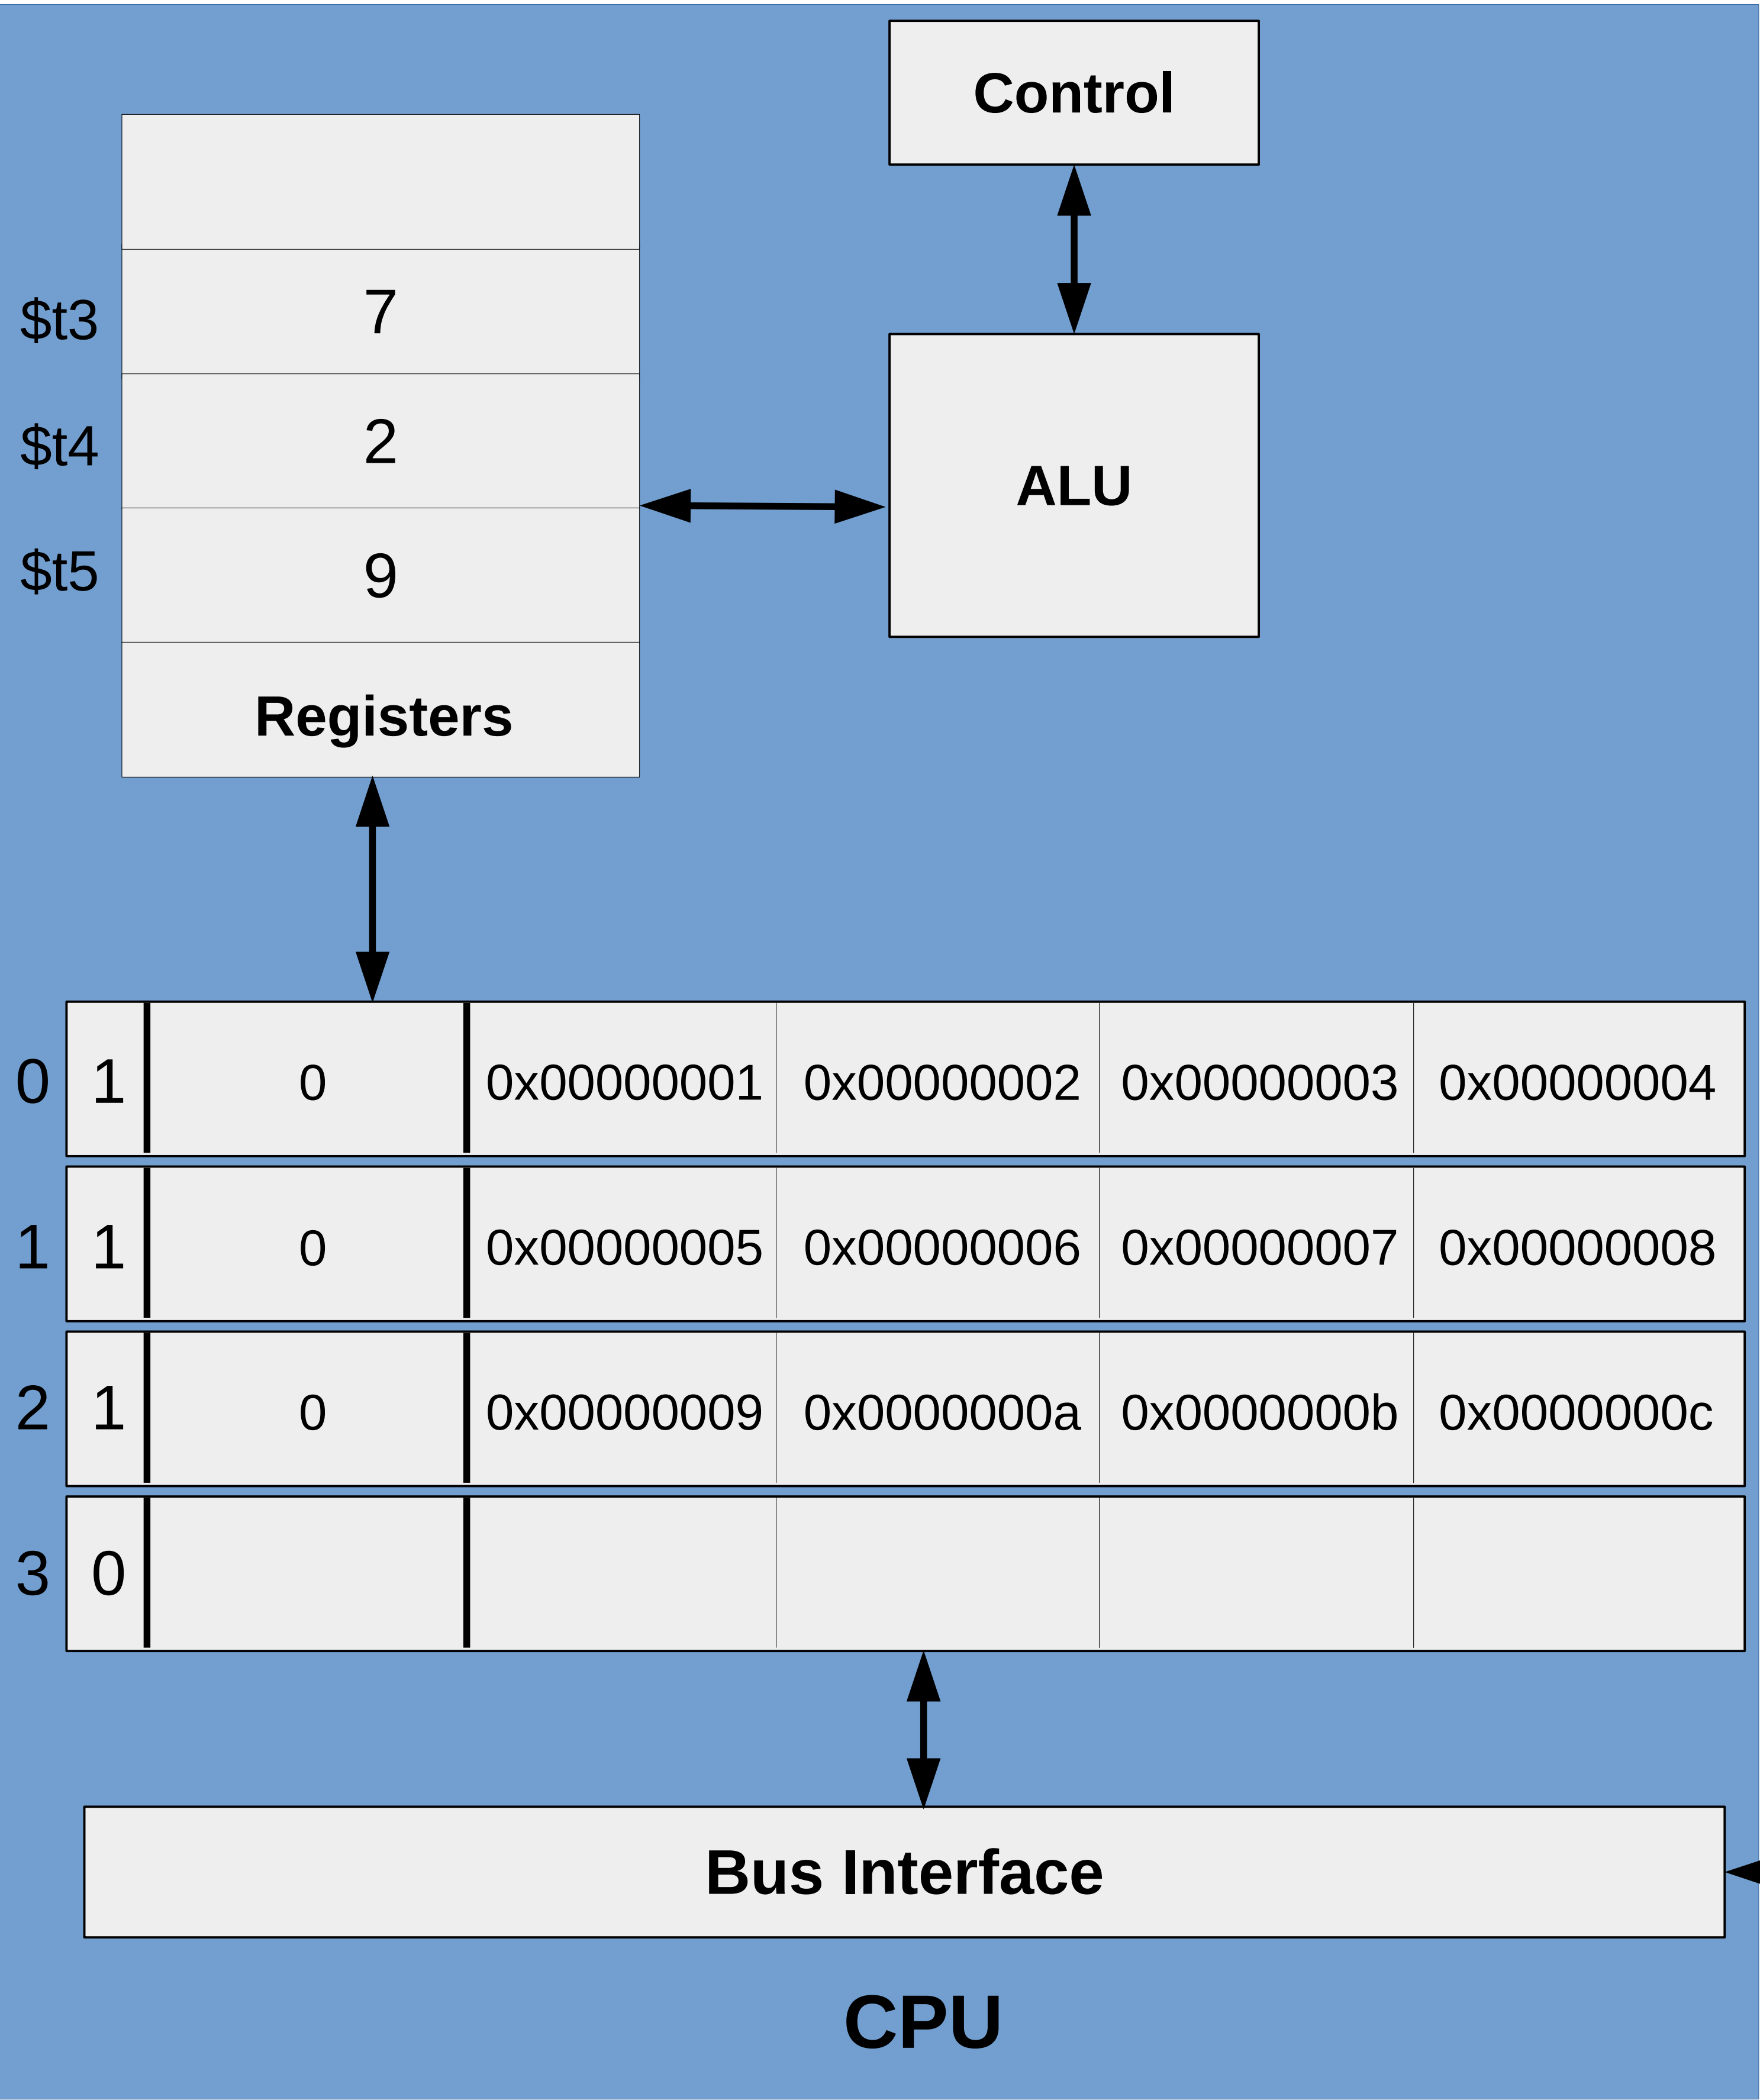 Control
$t3 7
$t4 2
ALU
$t5 9
Registers
0 1 0 0x00000001 0x00000002 0x00000003 0x00000004
1 1 0 0x00000005 0x00000006 0x00000007 0x00000008
2 1 0 0x00000009 0x0000000a 0x0000000b 0x0000000c
3 0
Bus Interface
CPU